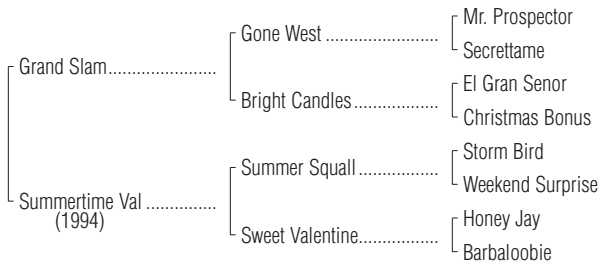 Mr. Prospector
Gone West ......................
Secrettame
Grand Slam......................
El Gran Senor
Bright Candles.................
Christmas Bonus
Storm Bird
Summer Squall................
Weekend Surprise
Summertime Val ..............
(1994)
Honey Jay
Sweet Valentine................
Barbaloobie